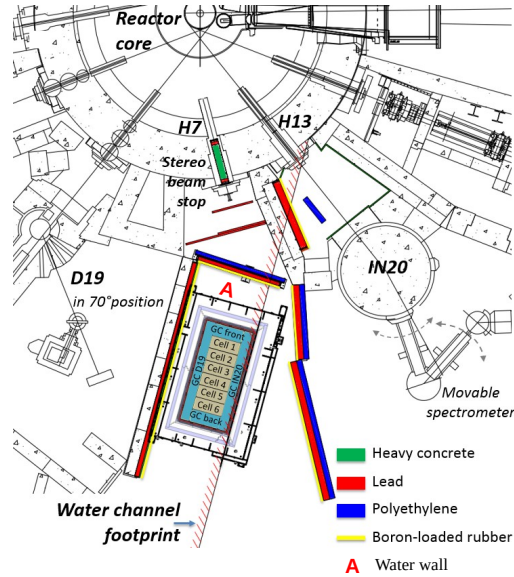 Reactor
core
H7
H13
Stereo
beam
stop
D19
in 70°position
IN20
A
GC front
Cell 1
Cell 2
Cell 3
Cell 4
Cell 5
Cell 6
GC back
GC D19
GC IN20
Movable
spectrometer
Water channel
footprint
Heavy concrete
Lead
Polyethylene
Boron-loaded rubber
A Water wall